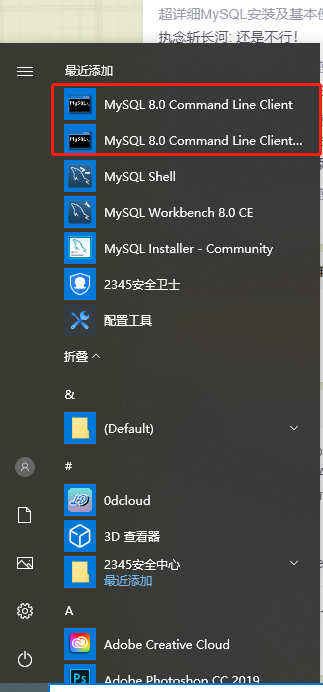 超详细MySQL安装及基本使
执念斩长河: 还是不行！
最近添加
MySQL 8.0 Command Line Client
MySQL 8.0 Command Line Client...
MySQL Shell
MySQL Workbench 8.0 CE
MySQL Installer - Community
2345安全卫士
配置工具
折叠
&
(Default)
#
0dcloud
3D 查看器
2345安全中心
最近添加
A
Adobe Creative Cloud
Adobe Photoshop CC 2019